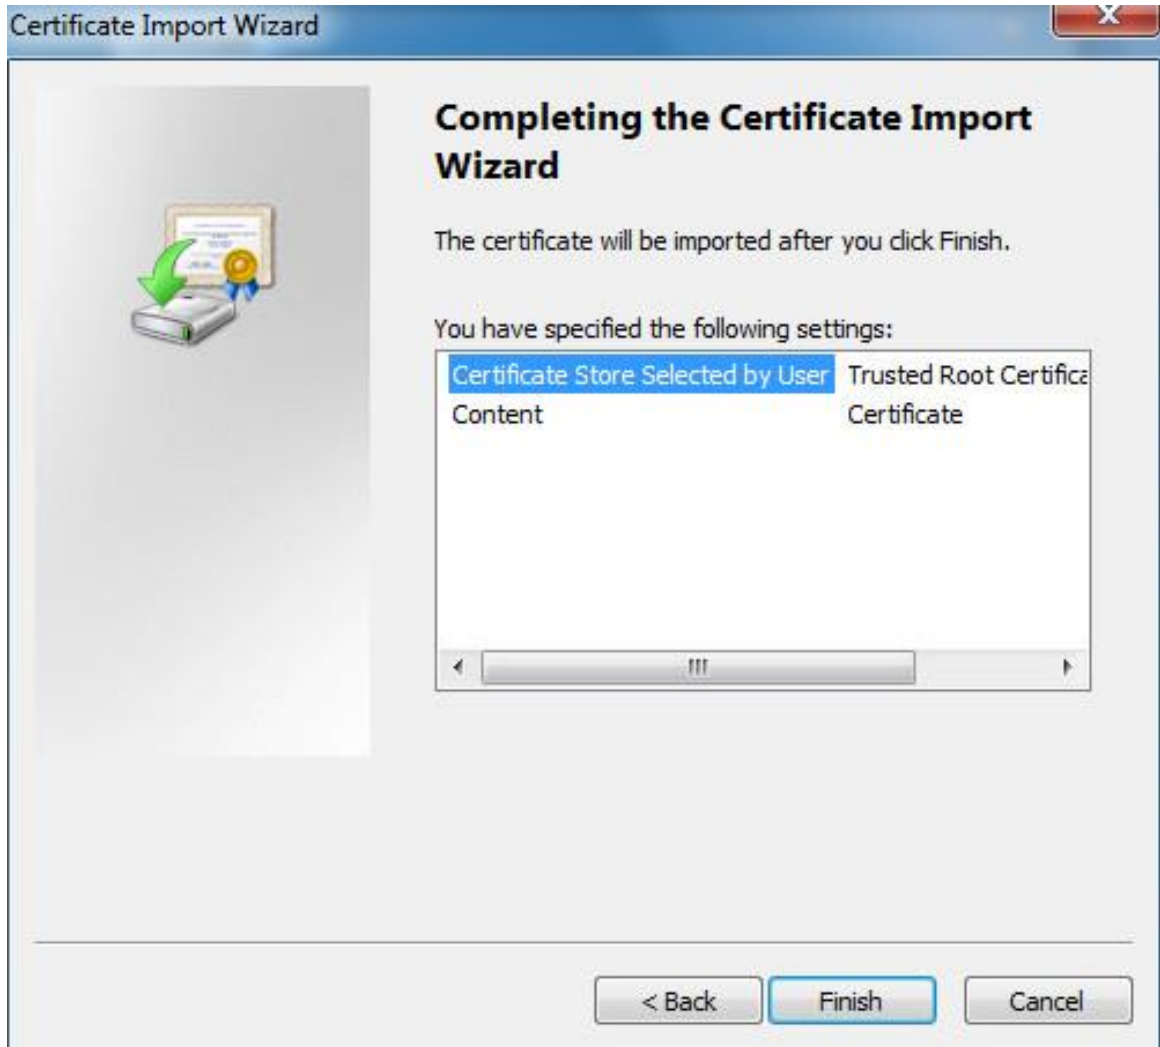 Certificate Import Wizard
Completing the Certificate Import
Wizard
The certificate will be imported after you click Finish.
You have specified the following settings:
Certificate Store Selected by User Trusted Root Certifica
Content Certificate
< Back Finish Cancel